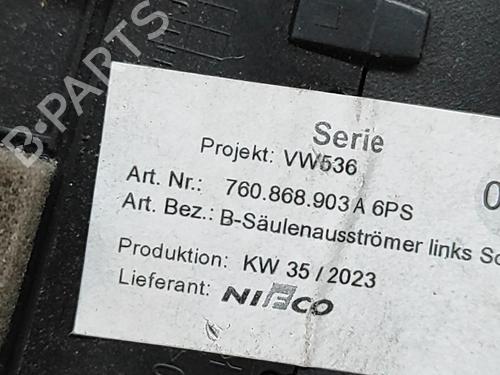 Serie
Projekt: VW536
Art. Nr.: 760.868.903 A 6PS
Art. Bez.: B-Säulenausströmer links
Produktion: KW 35 / 2023
Lieferant: NIFCO
B-PARTS